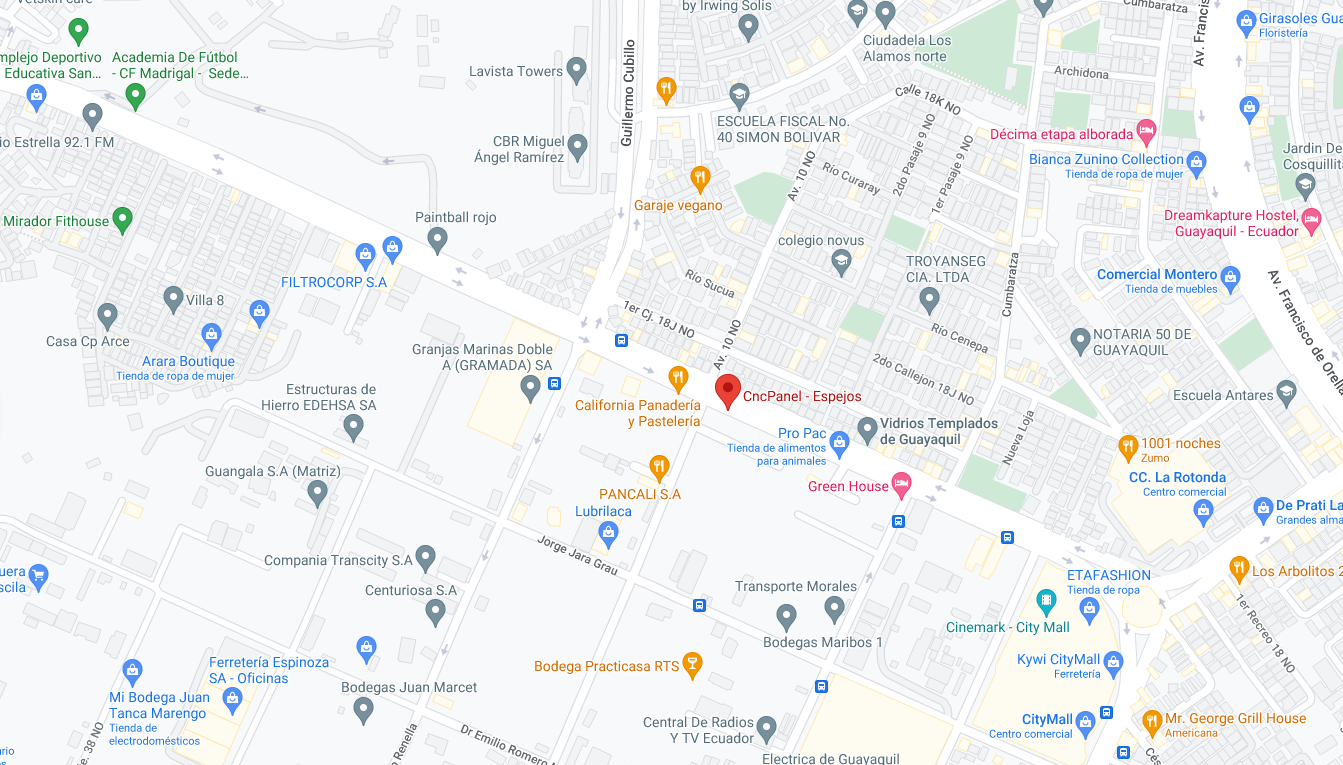 by Irwing Solis
Cumbaratza
Girasoles Gua
Floristería
mplejo Deportivo
Educativa San...
Academia De Fútbol
- CF Madrigal - Sede...
Ciudadela Los
Alamos norte
Av. Franci
Lavista Towers
Guillermo Cubillo
Archidona
Calle 18K NO
ESCUELA FISCAL No.
40 SIMON BOLIVAR
io Estrella 92.1 FM
CBR Miguel
Ángel Ramírez
Décima etapa alborada
Bianca Zunino Collection
Tienda de ropa de mujer
Jardin De
Cosquillita
2do Pasaje 9 NO
1er Pasaje 9 NO
Av. 10 NO
Río Curaray
Garaje vegano
Mirador Fithouse
Paintball rojo
Dreamkapture Hostel,
Guayaquil - Ecuador
colegio novus
TROYANSEG
CIA. LTDA
Cumbaratza
Comercial Montero
Tienda de muebles
FILTROCORP S.A
Río Sucua
Av. Francisco de Orella
Villa 8
1er Cj. 18J NO
Río Cenepa
NOTARIA 50 DE
GUAYAQUIL
Casa Cp Arce
Arara Boutique
Tienda de ropa de mujer
Granjas Marinas Doble
A (GRAMADA) SA
Av. 10 NO
2do Callejon 18J NO
Estructuras de
Hierro EDEHSA SA
California Panadería
y Pastelería
CncPanel - Espejos
Escuela Antares
Vidrios Templados
de Guayaquil
Pro Pac
Tienda de alimentos
para animales
Nueva Loja
1001 noches
Zumo
Guangala S.A (Matriz)
PANCALI S.A
Green House
CC. La Rotonda
Centro comercial
Lubrilaca
De Prati La
Grandes alma
Jorge Jara Grau
Compania Transcity S.A
Centuriosa S.A
uera
scila
Transporte Morales
Bodegas Maribos 1
ETAFASHION
Tienda de ropa
Los Arbolitos 2
Cinemark - City Mall
1er Recreo 18 NO
Ferretería Espinoza
SA - Oficinas
Bodega Practicasa RTS
Kywi CityMall
Ferretería
Mi Bodega Juan
Tanca Marengo
Tienda de
electrodomésticos
Bodegas Juan Marcet
Central De Radios
Y TV Ecuador
CityMall
Centro comercial
Mr. George Grill House
Americana
e. 38 NO
Renella
Dr Emilio Romero
Electrica de Guayaquil
ario